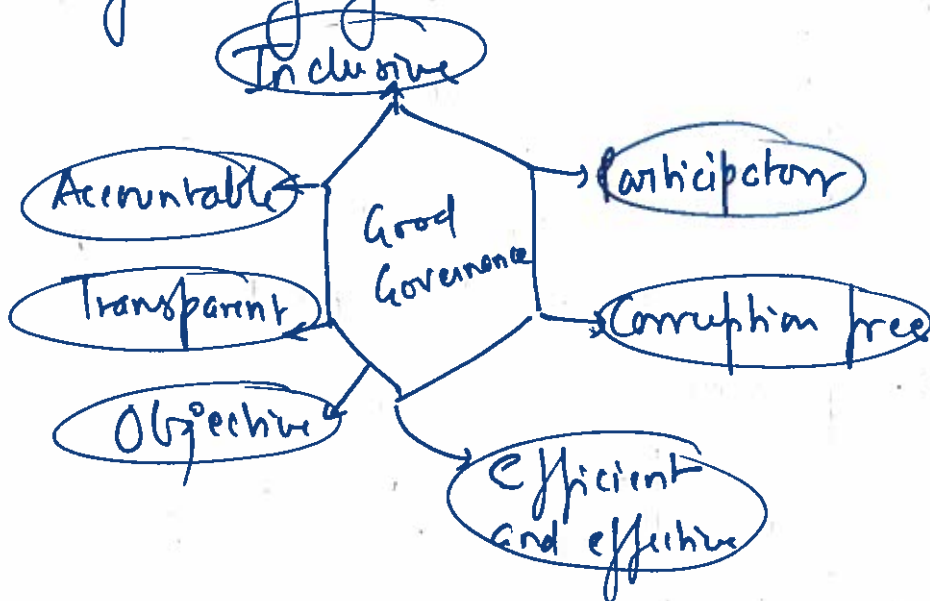 Inclusive
Accountable
Participatory
Good
Governance
Transparent
Corruption free
Objective
Efficient
and effective